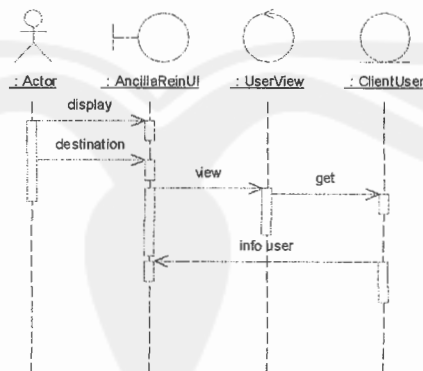 : Actor
: AncillaReinUI
: UserView
: ClientUser
display
destination
view
get
info user